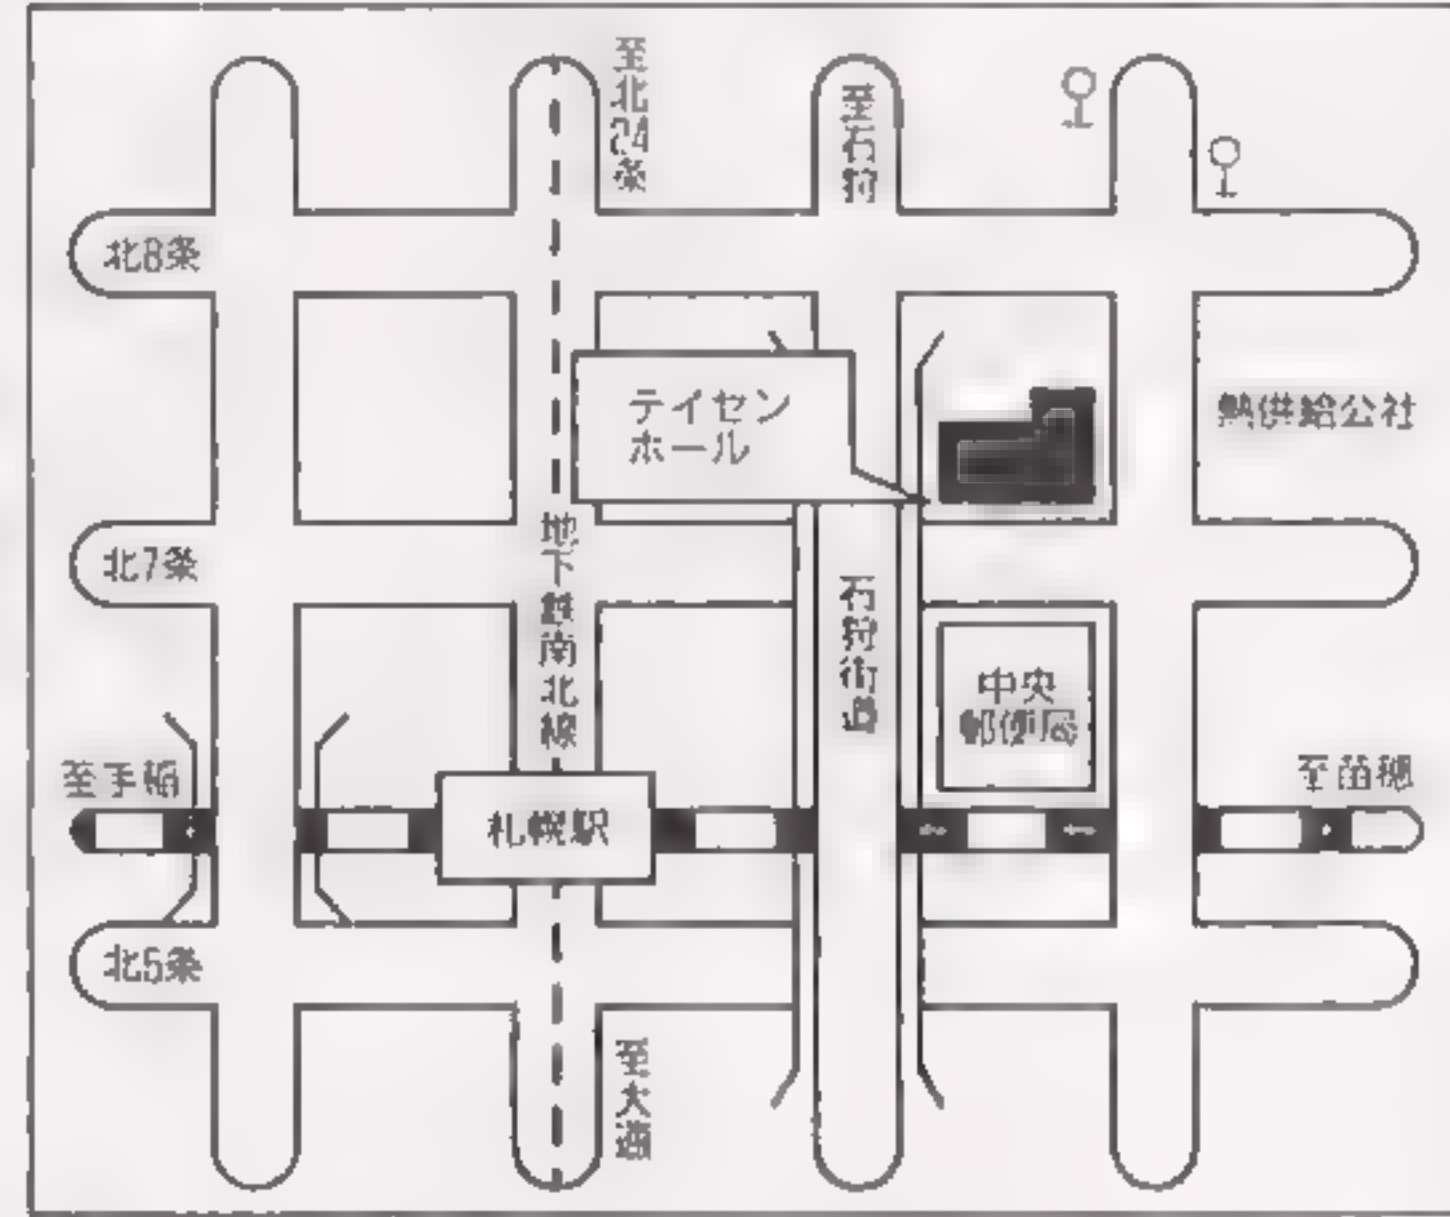 至北24条
至石狩
北8条
テイセン
ホール
熱供給公社
北7条
地下鉄南北線
石狩街道
中央
郵便局
至手稲
札幌駅
至苗穂
北5条
至大通